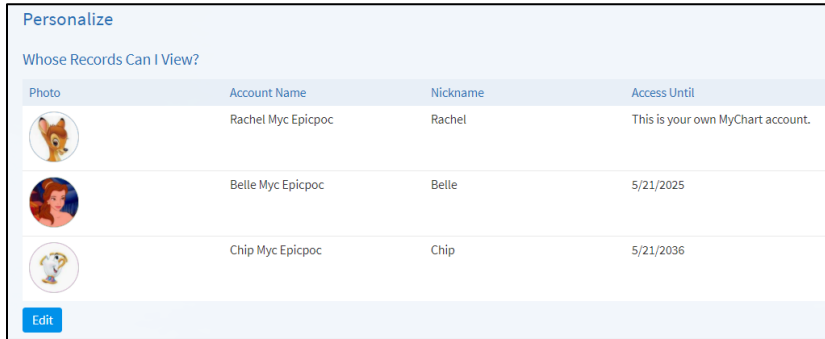 Personalize
Whose Records Can I View?
Photo Account Name Nickname Access Until
Rachel Myc Epicpoc Rachel This is your own MyChart account.
Belle Myc Epicpoc Belle 5/21/2025
Chip Myc Epicpoc Chip 5/21/2036
Edit